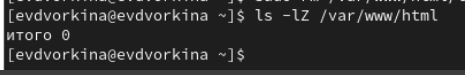 [evdvorkina@evdvorkina ~]$ ls -lZ /var/www/html
итого 0
[evdvorkina@evdvorkina ~]$